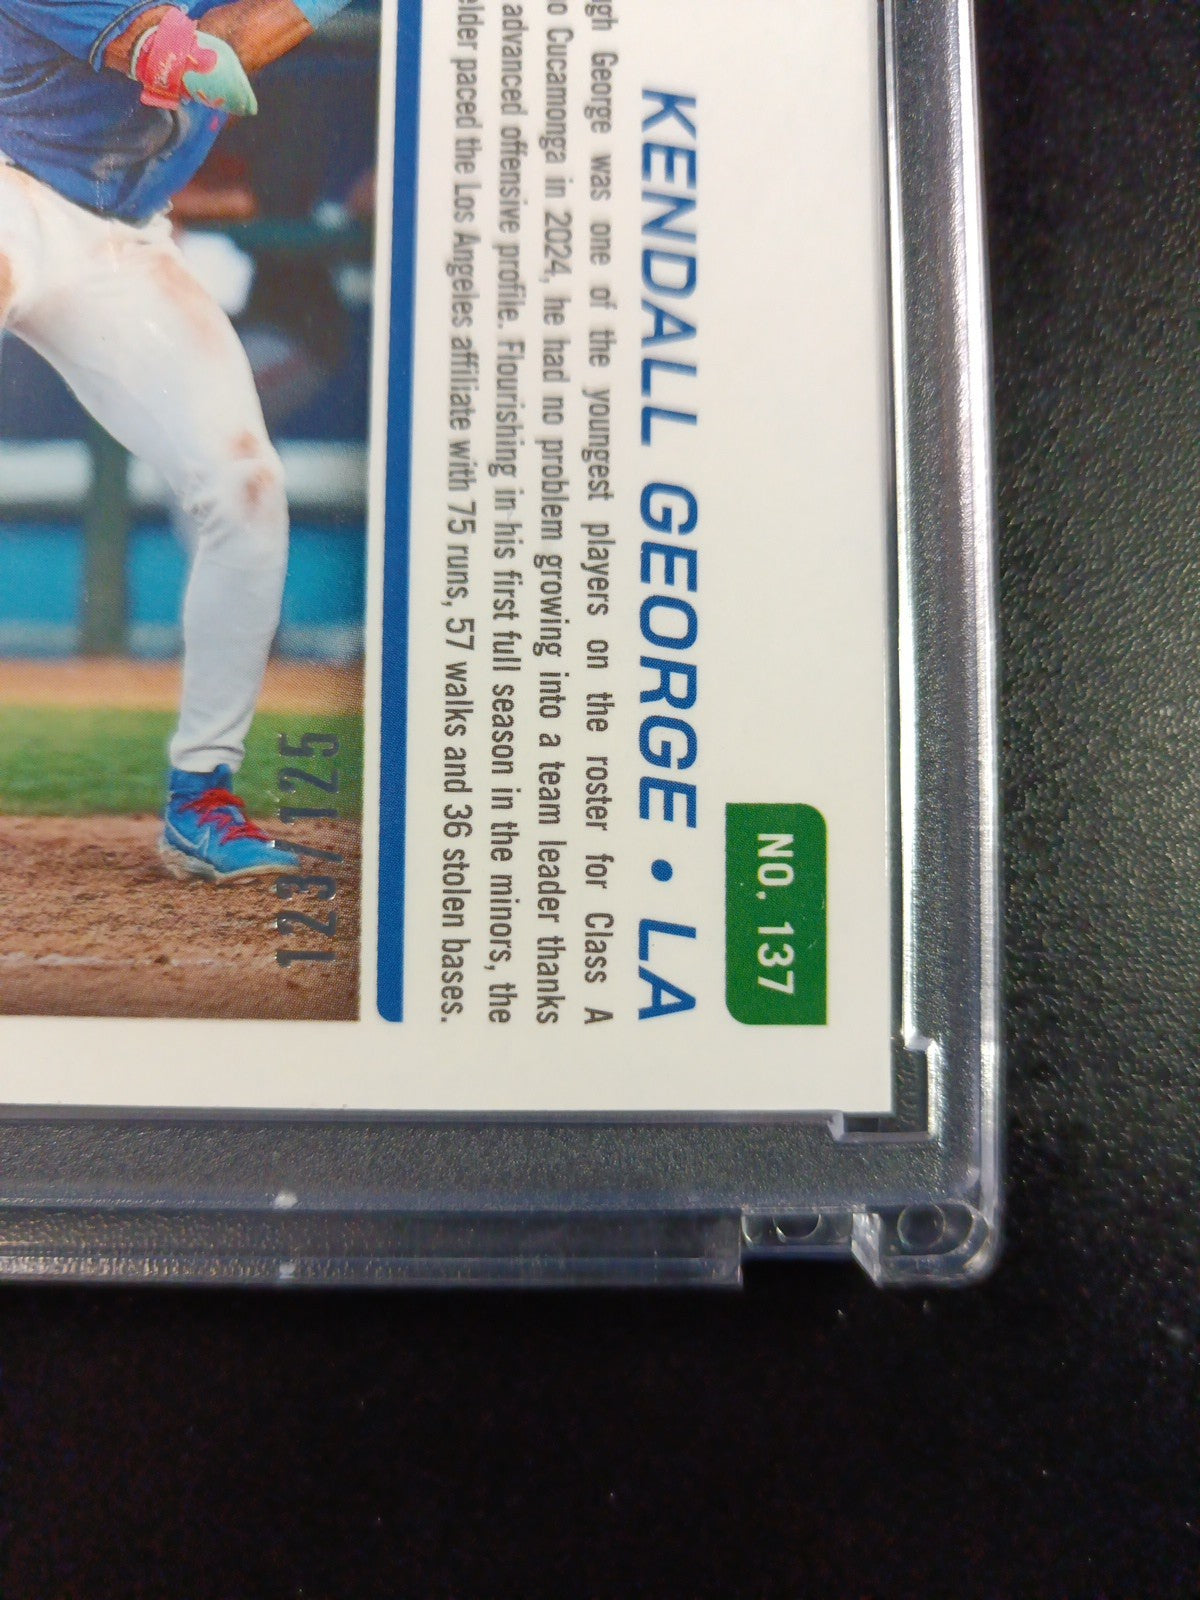 NO. 137
KENDALL GEORGE • LA
George was one of the youngest players on the roster for Class A
Cucamonga in 2024, he had no problem growing into a team leader thanks
advanced offensive profile. Flourishing in his first full season in the minors, the
paced the Los Angeles affiliate with 75 runs, 57 walks and 36 stolen bases.
123/125